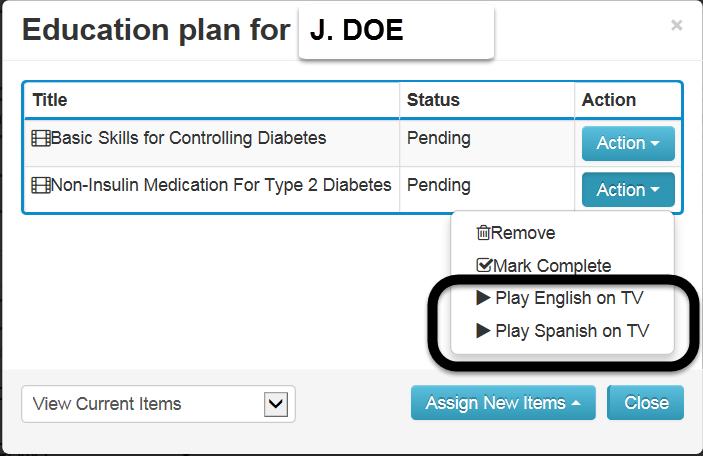 Education plan for J. DOE
×
Title Status Action
Basic Skills for Controlling Diabetes Pending Action
Non-Insulin Medication For Type 2 Diabetes Pending Action
Remove
Mark Complete
Play English on TV
Play Spanish on TV
View Current Items Assign New Items Close